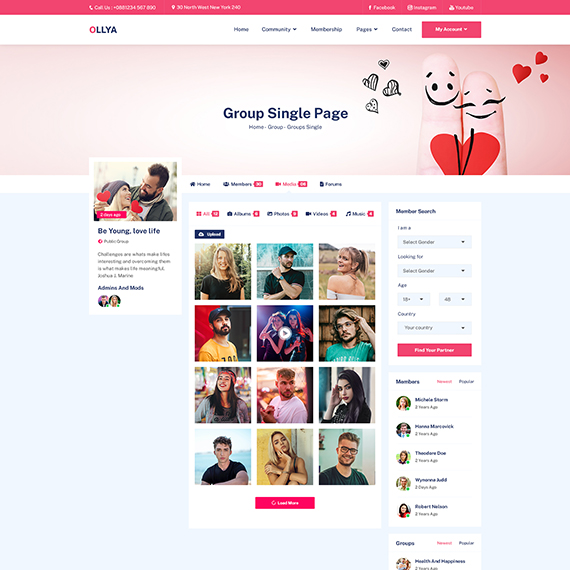 Call Us : +0881234 567 890
30 North West New York 240
Facebook
Instagram
Youtube
OLLYA
Home
Community
Membership
Pages
Contact
My Account
Group Single Page
Home - Group - Groups Single
2 days ago
Be Young, love life
Public Group
Challenges are whats make lifes
interesting and overcoming them
is what makes life meaningful.
Joshua J. Marine
Admins And Mods
Home
Members 30
Media 06
Forums
All 12
Albums 8
Photos 9
Videos 4
Music 4
Upload
Load More
Member Search
I am a
Select Gender
Looking for
Select Gender
Age
18+
48
Country
Your country
Find Your Partner
Members
Newest
Popular
Michele Storm
2 Years Ago
Hanna Marcovick
2 Years Ago
Theodore Doe
2 Years Ago
Wynonna Judd
2 Days Ago
Robert Nelson
2 Years Ago
Groups
Newest
Popular
Health And Happiness
2 Years Ago